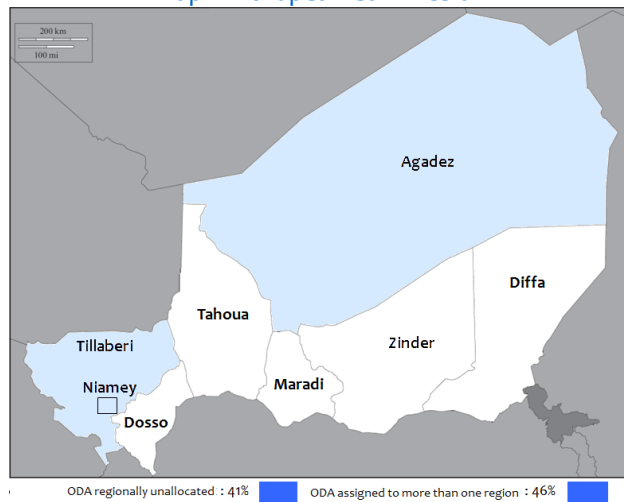 200 km
100 mi
Agadez
Diffa
Tahoua
Zinder
Tillaberi
Maradi
Niamey
Dosso
ODA regionally unallocated : 41%
ODA assigned to more than one region : 46%